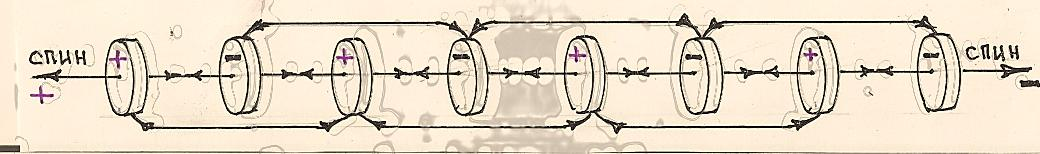 СПИН + - + - + - + - СПИН
+ -